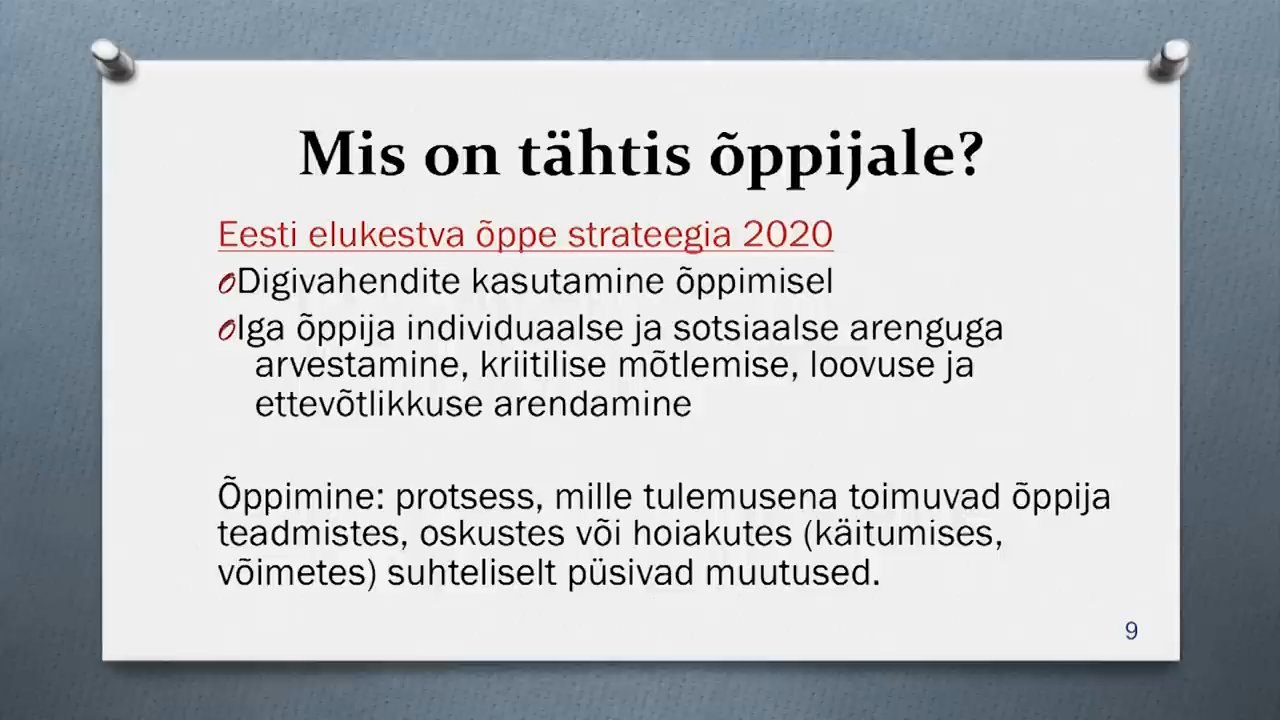 Mis on tähtis õppijale?
Eesti elukestva õppe strateegia 2020
Digivahendite kasutamine õppimisel
Iga õppija individuaalse ja sotsiaalse arenguga
arvestamine, kriitilise mõtlemise, loovuse ja
ettevõtlikkuse arendamine
Õppimine: protsess, mille tulemusena toimuvad õppija
teadmistes, oskustes või hoiakutes (käitumises,
võimetes) suhteliselt püsivad muutused.
9